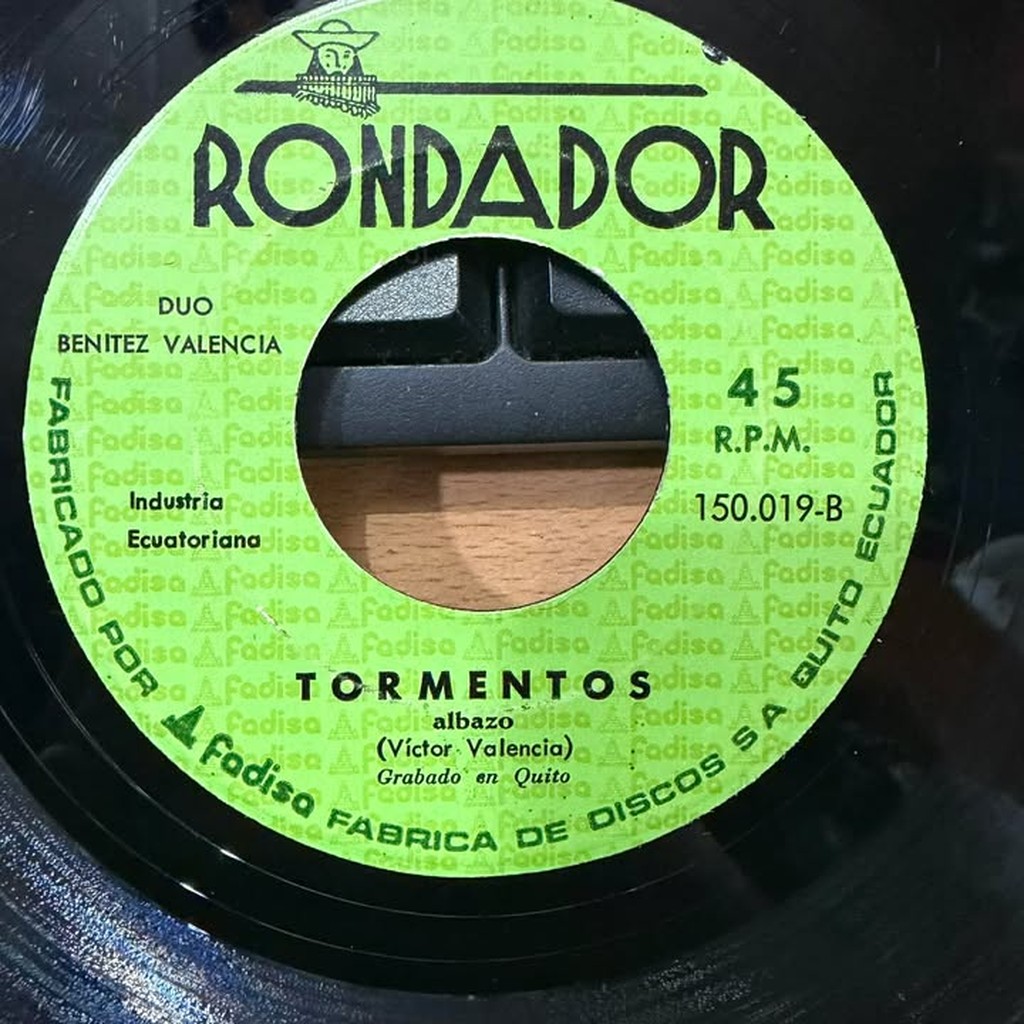 RONDADOR
DUO
BENITEZ VALENCIA
45
R.P.M.
150.019-B
Industria
Ecuatoriana
TORMENTOS
albazo
(Víctor Valencia)
Grabado en Quito
FABRICADO POR fadisa FABRICA DE DISCOS S A QUITO ECUADOR